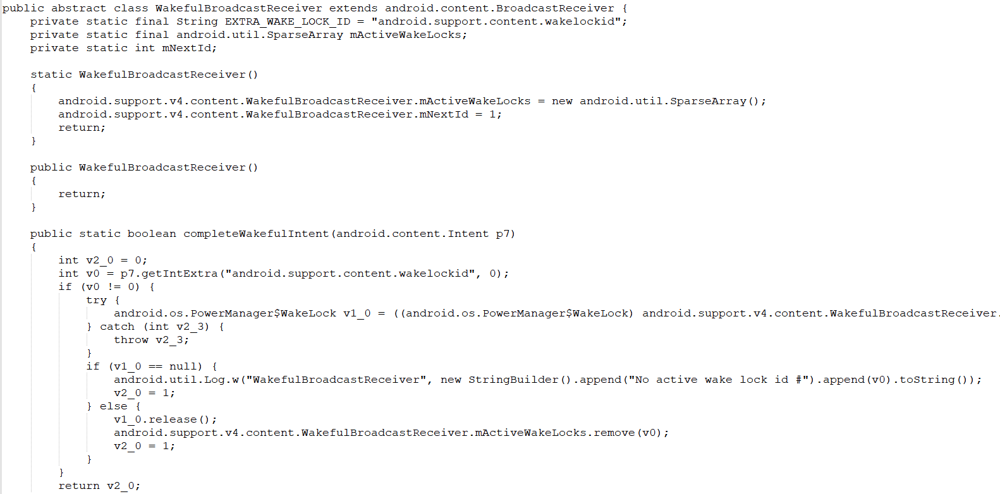 public abstract class WakefulBroadcastReceiver extends android.content.BroadcastReceiver {
    private static final String EXTRA_WAKE_LOCK_ID = "android.support.content.wakelockid";
    private static final android.util.SparseArray mActiveWakeLocks;
    private static int mNextId;

    static WakefulBroadcastReceiver()
    {
        android.support.v4.content.WakefulBroadcastReceiver.mActiveWakeLocks = new android.util.SparseArray();
        android.support.v4.content.WakefulBroadcastReceiver.mNextId = 1;
        return;
    }

    public WakefulBroadcastReceiver()
    {
        return;
    }

    public static boolean completeWakefulIntent(android.content.Intent p7)
    {
        int v2_0 = 0;
        int v0 = p7.getIntExtra("android.support.content.wakelockid", 0);
        if (v0 != 0) {
            try {
                android.os.PowerManager$WakeLock v1_0 = ((android.os.PowerManager$WakeLock) android.support.v4.content.WakefulBroadcastReceiver.
            } catch (int v2_3) {
                throw v2_3;
            }
            if (v1_0 == null) {
                android.util.Log.w("WakefulBroadcastReceiver", new StringBuilder().append("No active wake lock id #").append(v0).toString());
                v2_0 = 1;
            } else {
                v1_0.release();
                android.support.v4.content.WakefulBroadcastReceiver.mActiveWakeLocks.remove(v0);
                v2_0 = 1;
            }
        }
        return v2_0;